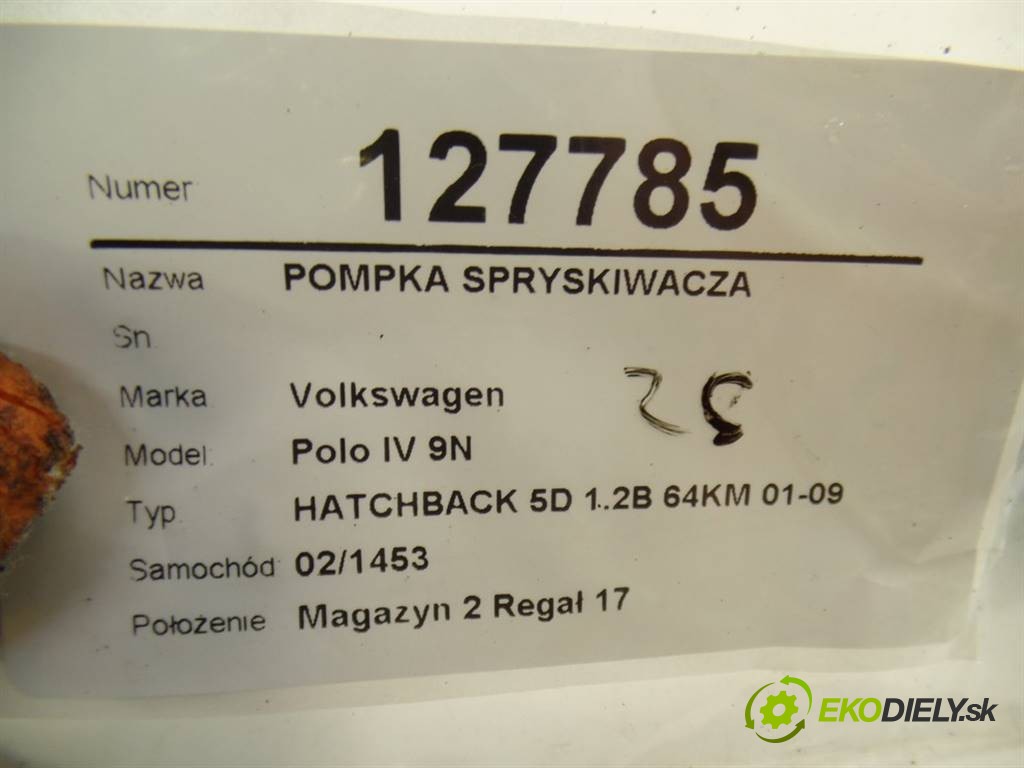 Numer 127785
Nazwa POMPKA SPRYSKIWACZA
Sn.
Marka Volkswagen 25
Model: Polo IV 9N
Typ HATCHBACK 5D 1.2B 64KM 01-09
Samochód 02/1453
Położenie Magazyn 2 Regał 17
EKODIELY.sk